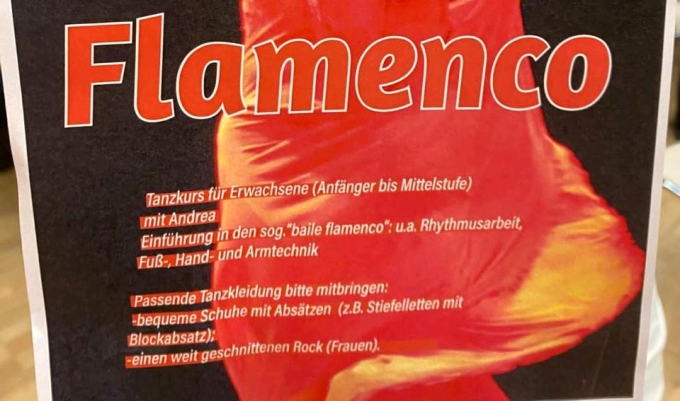 Flamenco
Tanzkurs für Erwachsene (Anfänger bis Mittelstufe)
mit Andrea
Einführung in den sog."baile flamenco": u.a. Rhythmusarbeit,
Fuß-, Hand- und Armtechnik
Passende Tanzkleidung bitte mitbringen:
-bequeme Schuhe mit Absätzen (z.B. Stiefelletten mit
Blockabsatz);
-einen weit geschnittenen Rock (Frauen).